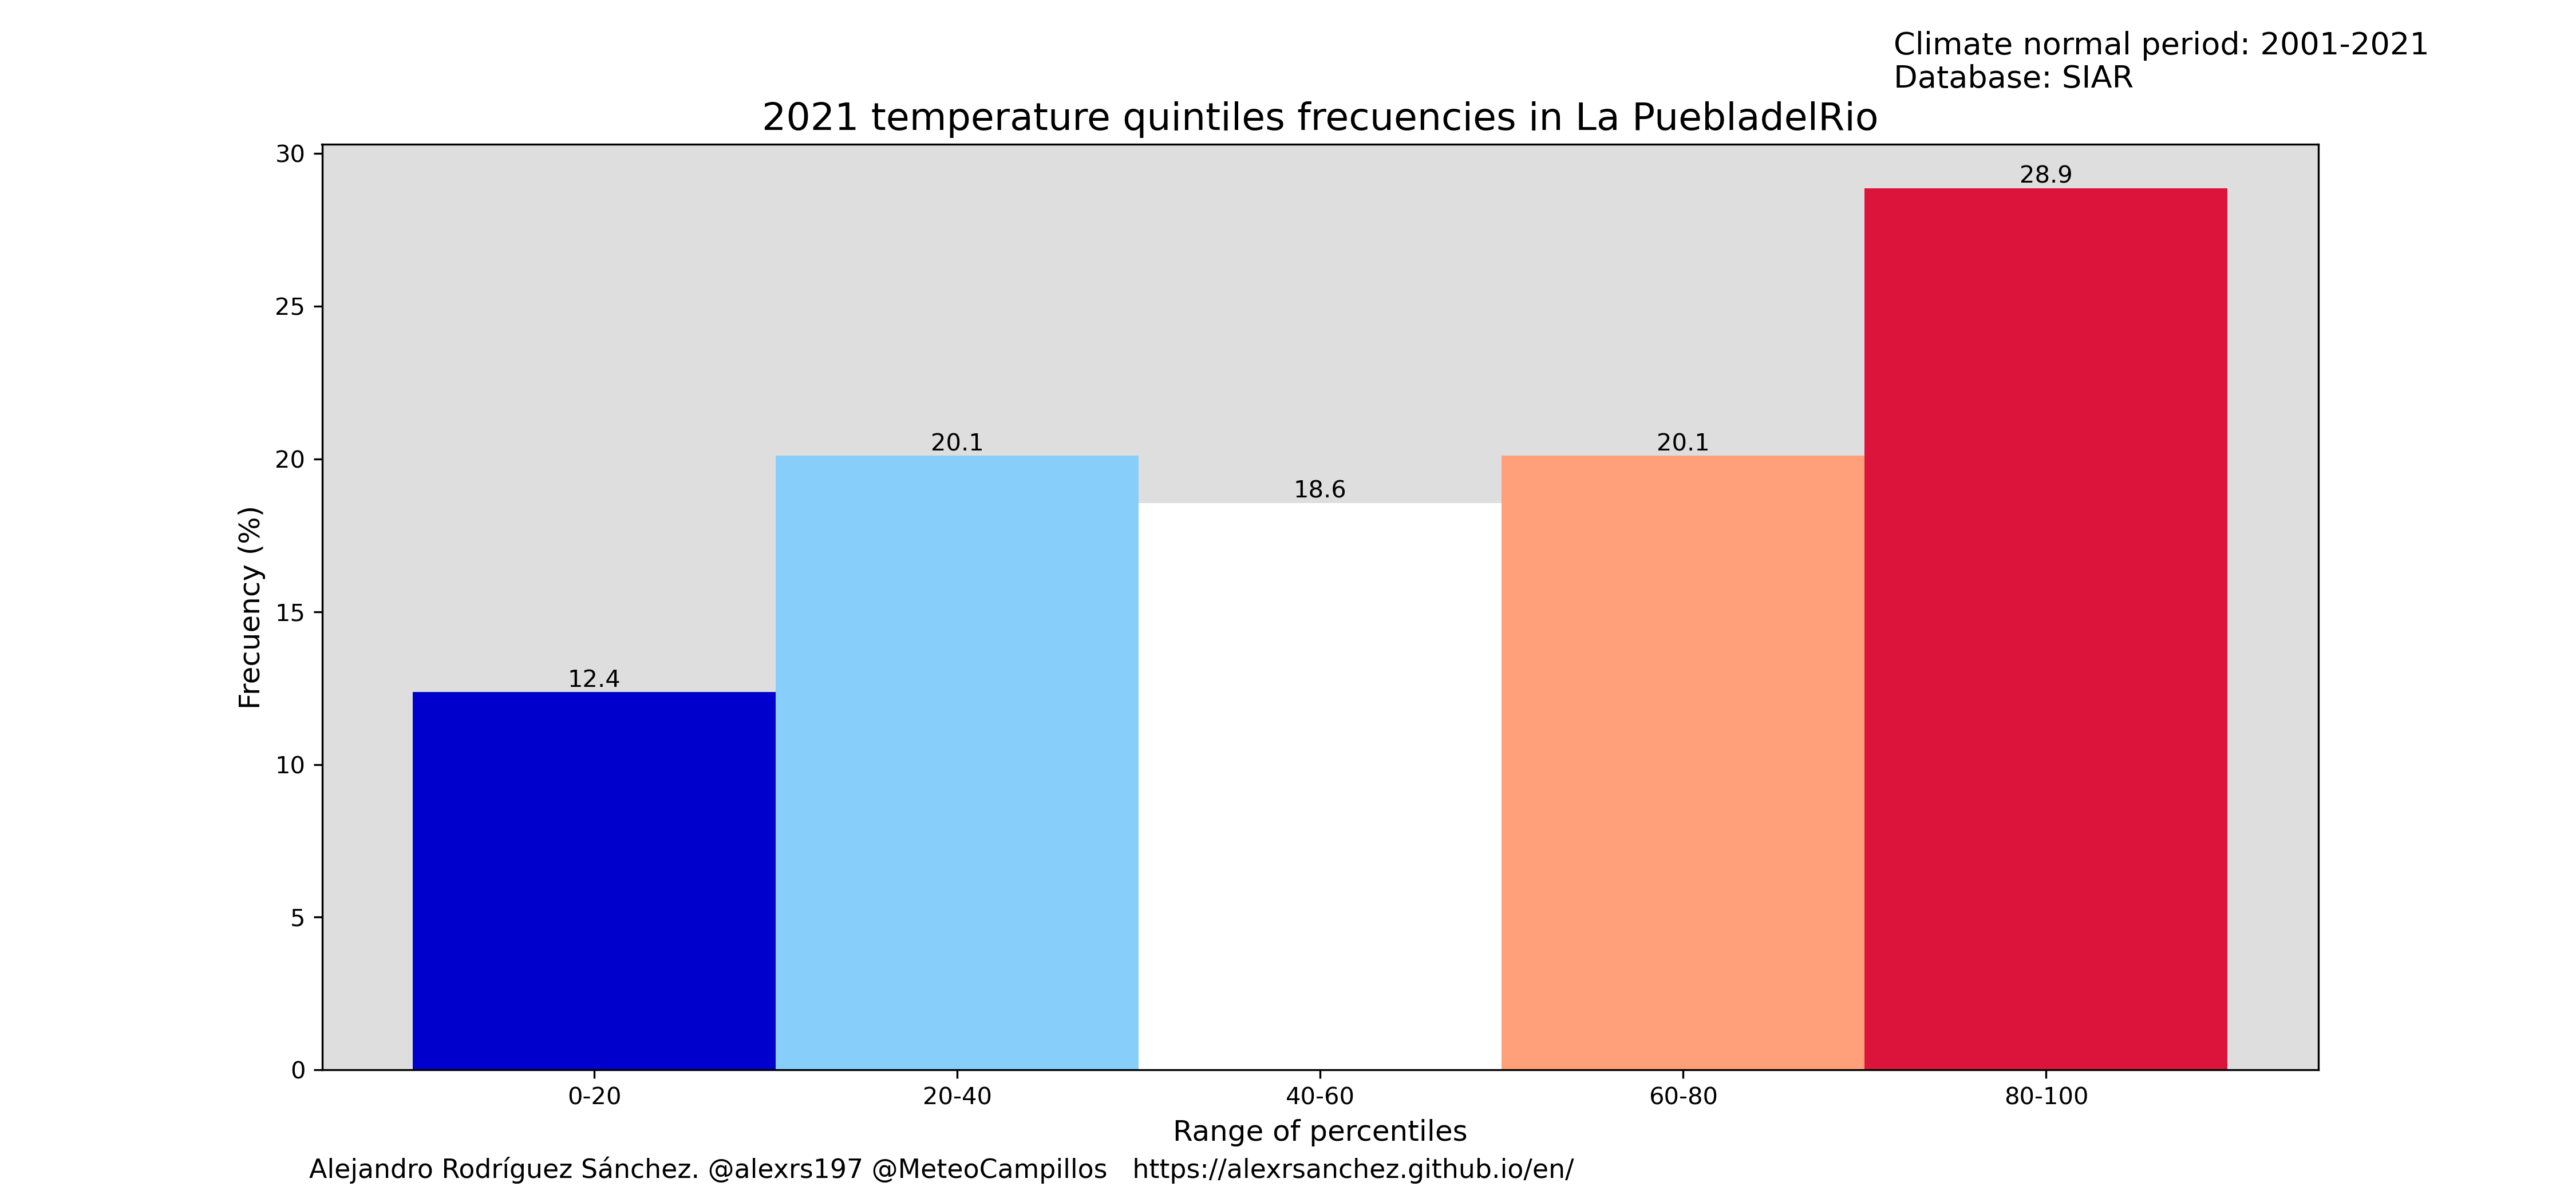 Climate normal period: 2001-2021
Database: SIAR
2021 temperature quintiles frecuencies in La PuebladelRio
30
25
20
15
10
5
0
Frecuency (%)
12.4
20.1
18.6
20.1
28.9
0-20
20-40
40-60
60-80
80-100
Range of percentiles
Alejandro Rodríguez Sánchez. @alexrs197 @MeteoCampillos https://alexrsanchez.github.io/en/